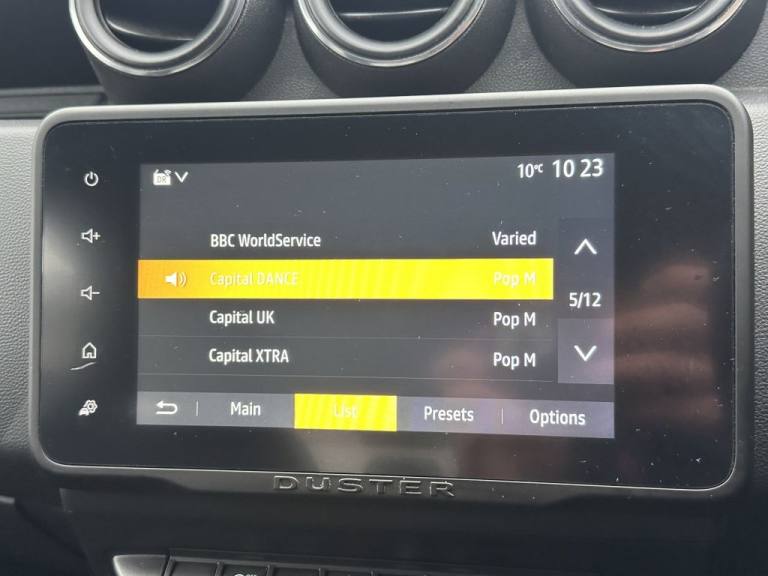 DR 10°C 10 23
BBC WorldService Varied
Capital DANCE Pop M
5/12
Capital UK Pop M
Capital XTRA Pop M
Main List Presets Options
DUSTER